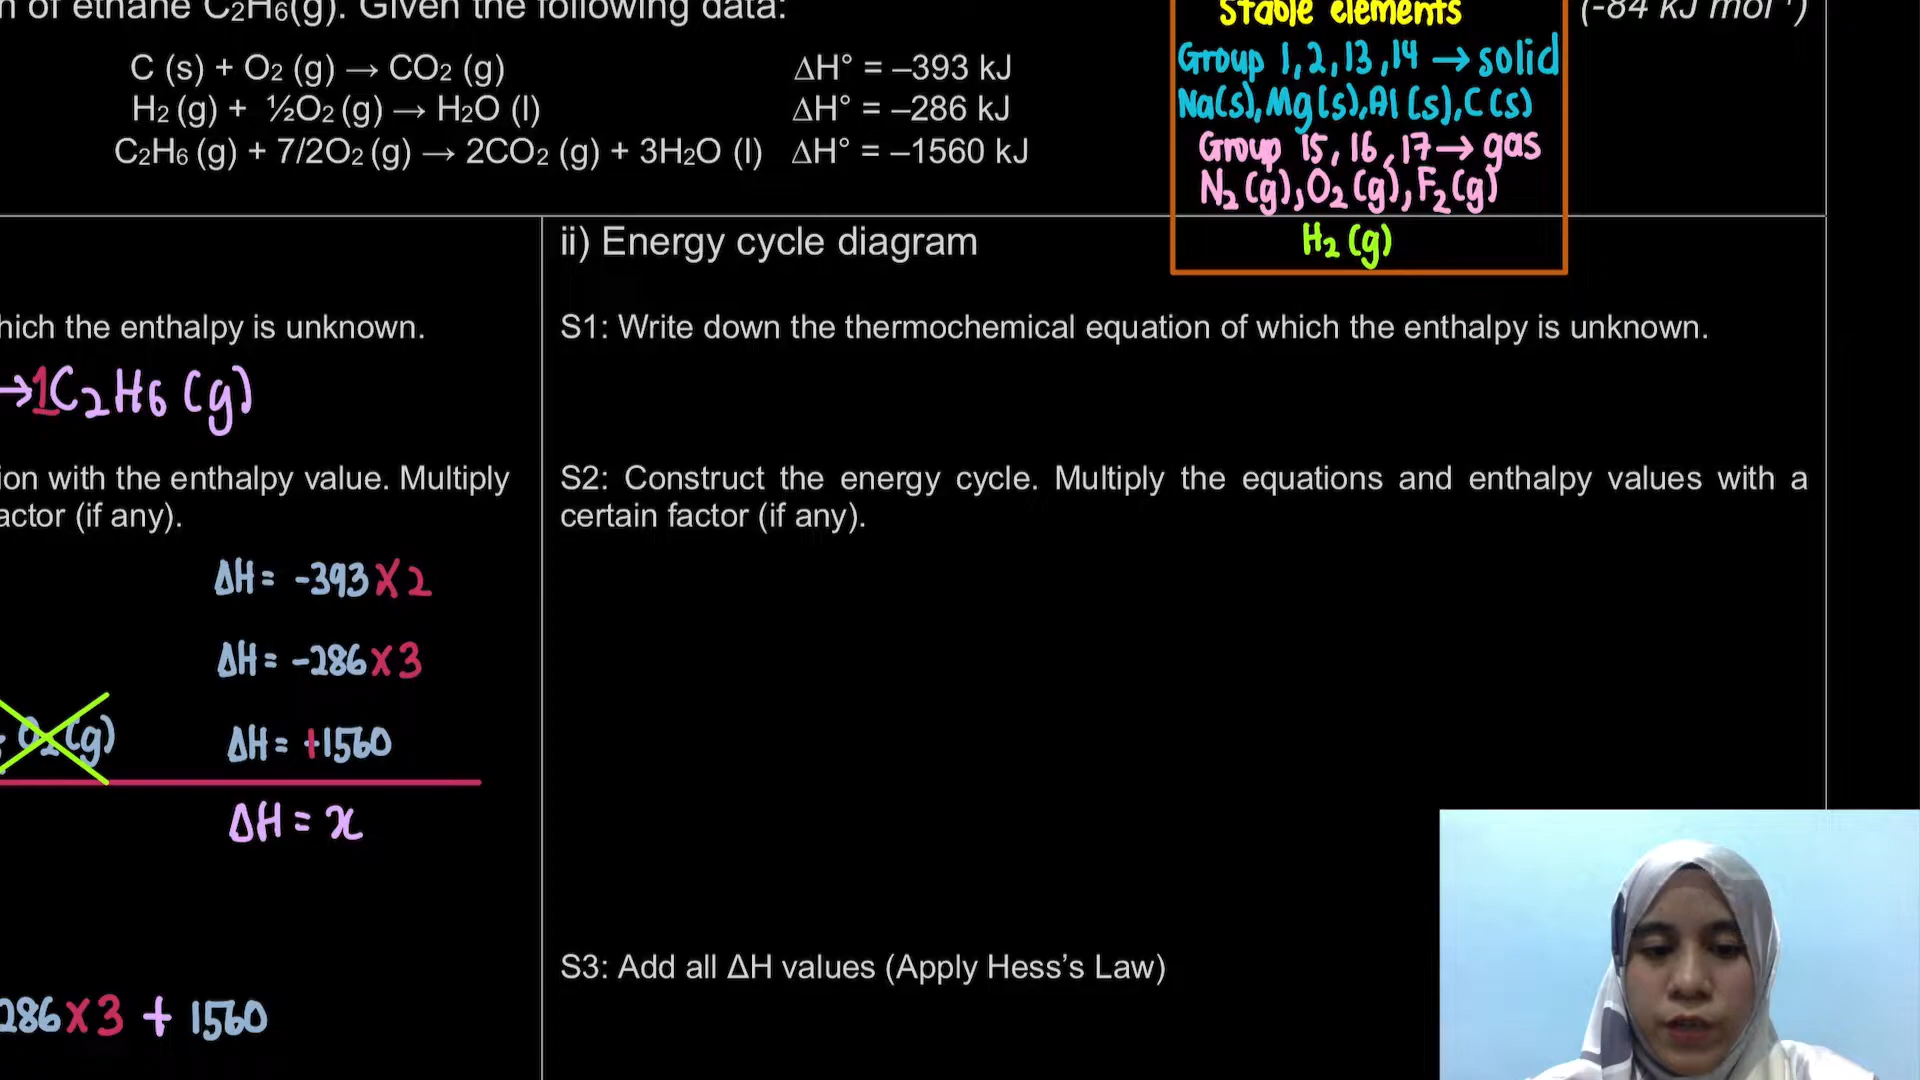 of ethane C₂H₆(g). Given the following data:
C (s) + O₂ (g) → CO₂ (g) ΔH° = –393 kJ
H₂ (g) + ½O₂ (g) → H₂O (l) ΔH° = –286 kJ
C₂H₆ (g) + 7/2O₂ (g) → 2CO₂ (g) + 3H₂O (l) ΔH° = –1560 kJ
Stable elements
Group 1,2,13,14 → solid
Na(s), Mg(s), Al(s), C(s)
Group 15, 16, 17 → gas
N₂(g), O₂(g), F₂(g)
H₂(g)
(-84 kJ mol⁻¹)
hich the enthalpy is unknown.
→1C₂H₆(g)
ion with the enthalpy value. Multiply
actor (if any).
ΔH = -393 x 2
ΔH = -286 x 3
O₂(g) ΔH = +1560
ΔH = x
286 x 3 + 1560
ii) Energy cycle diagram
S1: Write down the thermochemical equation of which the enthalpy is unknown.
S2: Construct the energy cycle. Multiply the equations and enthalpy values with a
certain factor (if any).
S3: Add all ΔH values (Apply Hess’s Law)